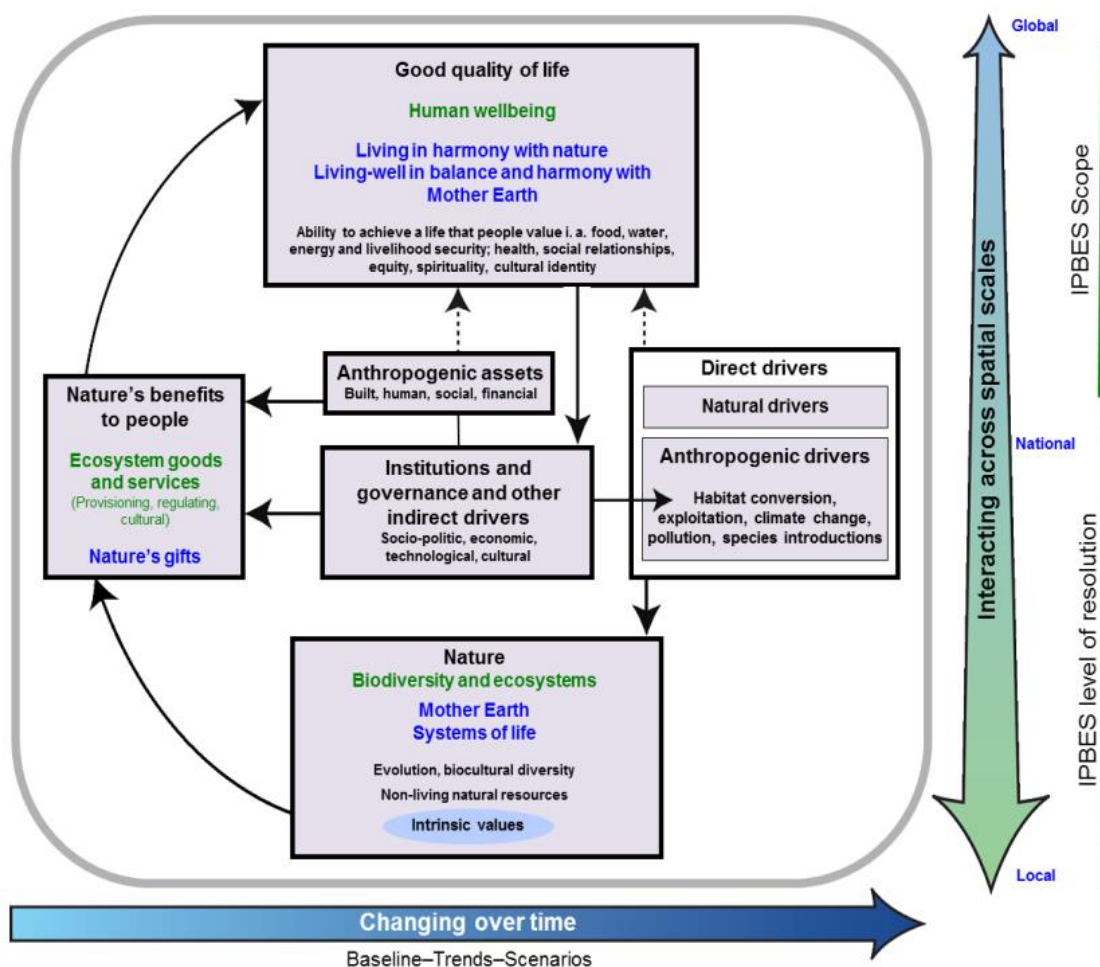 Good quality of life
Human wellbeing
Living in harmony with nature
Living-well in balance and harmony with
Mother Earth
Ability to achieve a life that people value i. a. food, water,
energy and livelihood security; health, social relationships,
equity, spirituality, cultural identity
Nature's benefits
to people
Ecosystem goods
and services
(Provisioning, regulating,
cultural)
Nature's gifts
Anthropogenic assets
Built, human, social, financial
Institutions and
governance and other
indirect drivers
Socio-politic, economic,
technological, cultural
Direct drivers
Natural drivers
Anthropogenic drivers
Habitat conversion,
exploitation, climate change,
pollution, species introductions
Nature
Biodiversity and ecosystems
Mother Earth
Systems of life
Evolution, biocultural diversity
Non-living natural resources
Intrinsic values
Changing over time
Baseline–Trends–Scenarios
Global
National
Local
Interacting across spatial scales
IPBES Scope
IPBES level of resolution